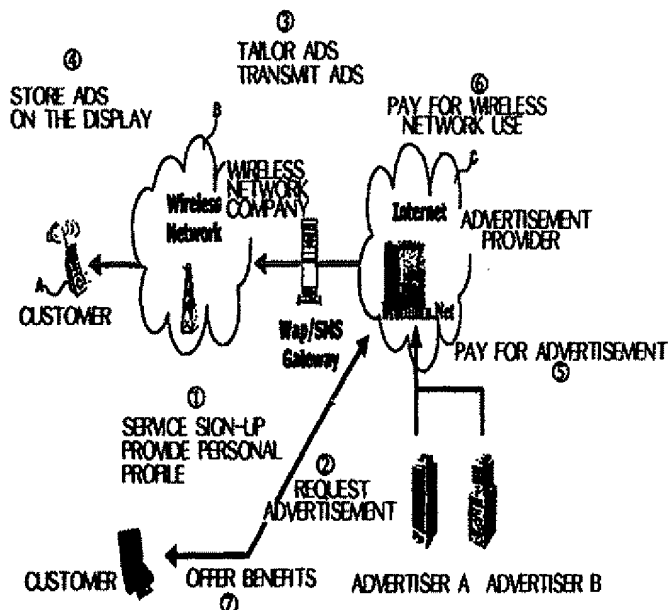 ③
TAILOR ADS
TRANSMIT ADS
④
STORE ADS
ON THE DISPLAY
⑥
PAY FOR WIRELESS
NETWORK USE
B
C
WIRELESS
NETWORK
COMPANY
Wireless
Network
Internet
ADVERTISEMENT
PROVIDER
A
CUSTOMER
Wap/SMS
Gateway
PAY FOR ADVERTISEMENT
⑤
①
SERVICE SIGN-UP
PROVIDE PERSONAL
PROFILE
②
REQUEST
ADVERTISEMENT
CUSTOMER
OFFER BENEFITS
⑦
ADVERTISER A
ADVERTISER B